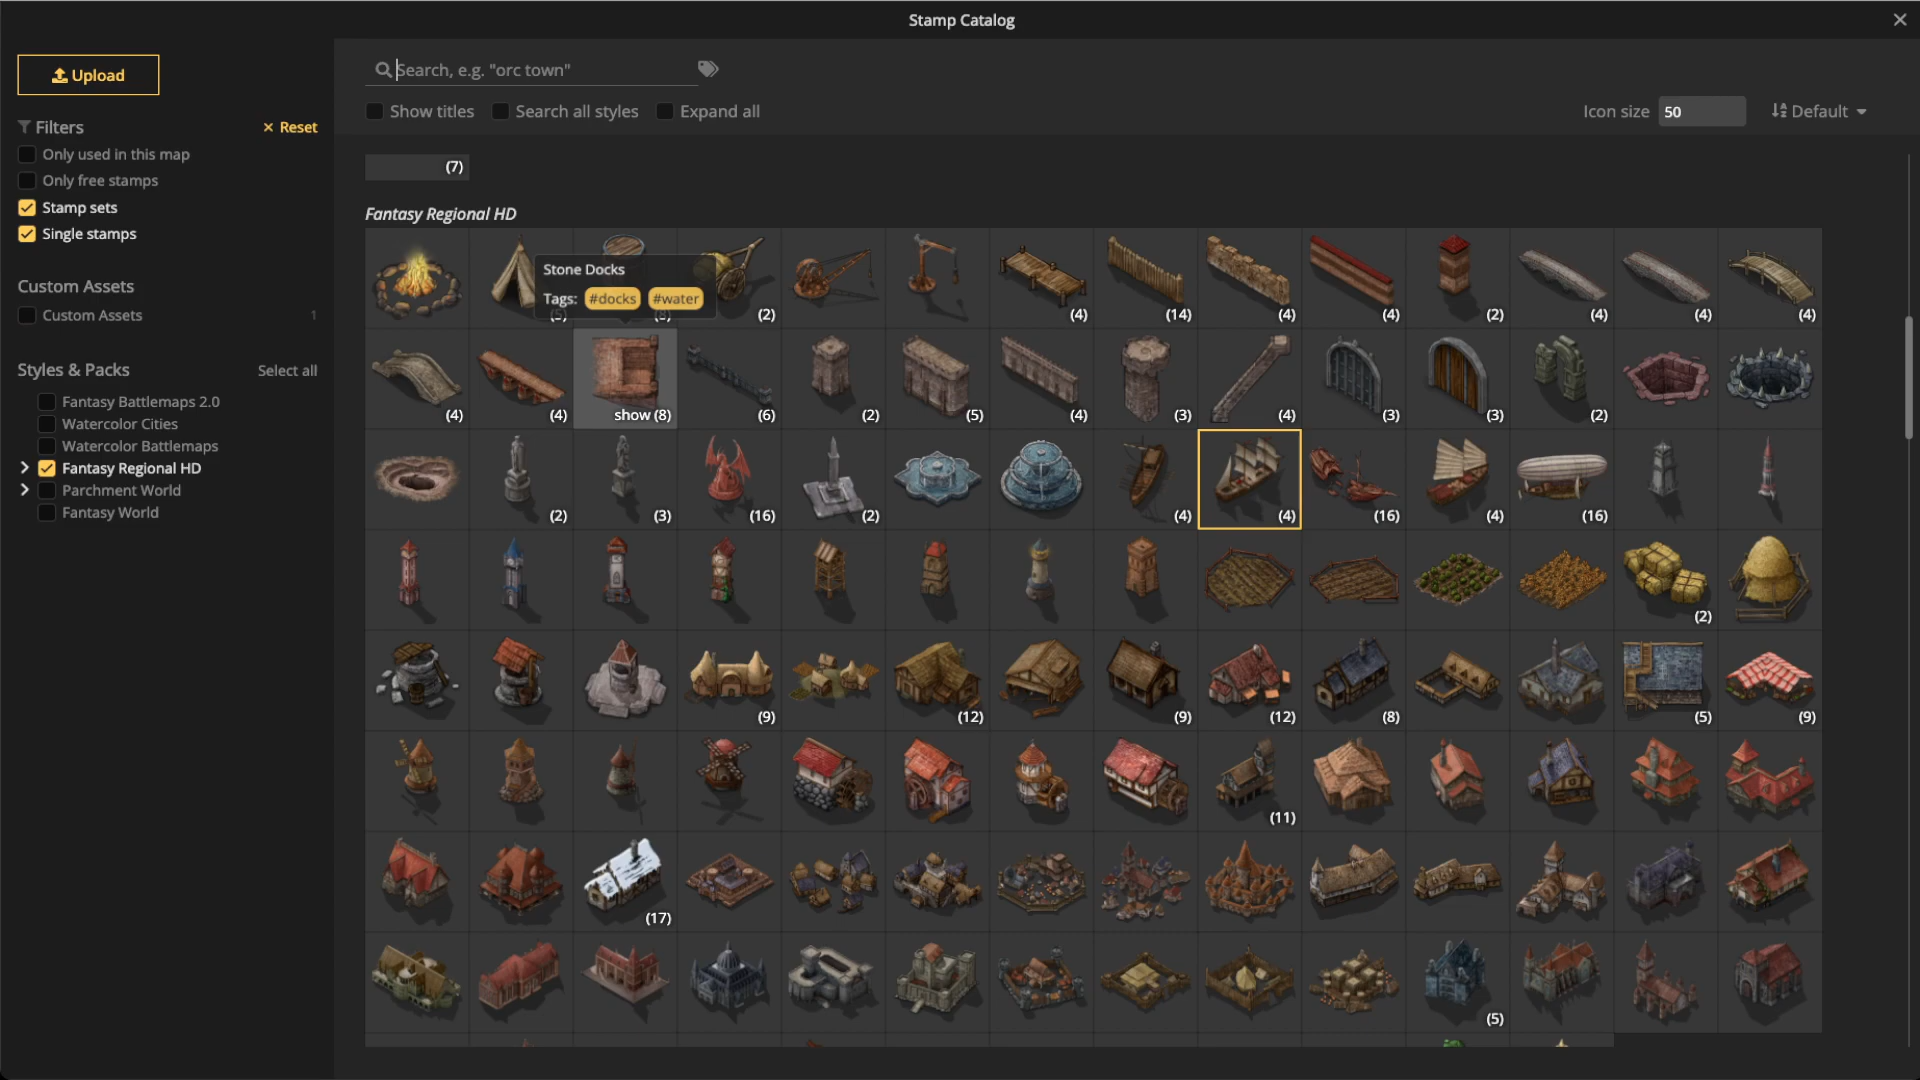 Stamp Catalog
Upload
Search, e.g. "orc town"
Show titles
Search all styles
Expand all
Icon size 50
Default
Filters
Reset
Only used in this map
Only free stamps
Stamp sets
Single stamps
Custom Assets
Custom Assets 1
Styles & Packs Select all
Fantasy Battlemaps 2.0
Watercolor Cities
Watercolor Battlemaps
Fantasy Regional HD
Parchment World
Fantasy World
(7)
Fantasy Regional HD
Stone Docks
Tags: #docks #water
(5) (8) (2) (4) (14) (4) (4) (2) (4) (4) (4)
(4) (4) show (8) (6) (2) (5) (4) (3) (4) (3) (3) (2)
(2) (3) (16) (2) (4) (4) (16) (4) (16)
(2)
(9) (12) (9) (12) (8) (5) (9)
(11)
(17)
(5)